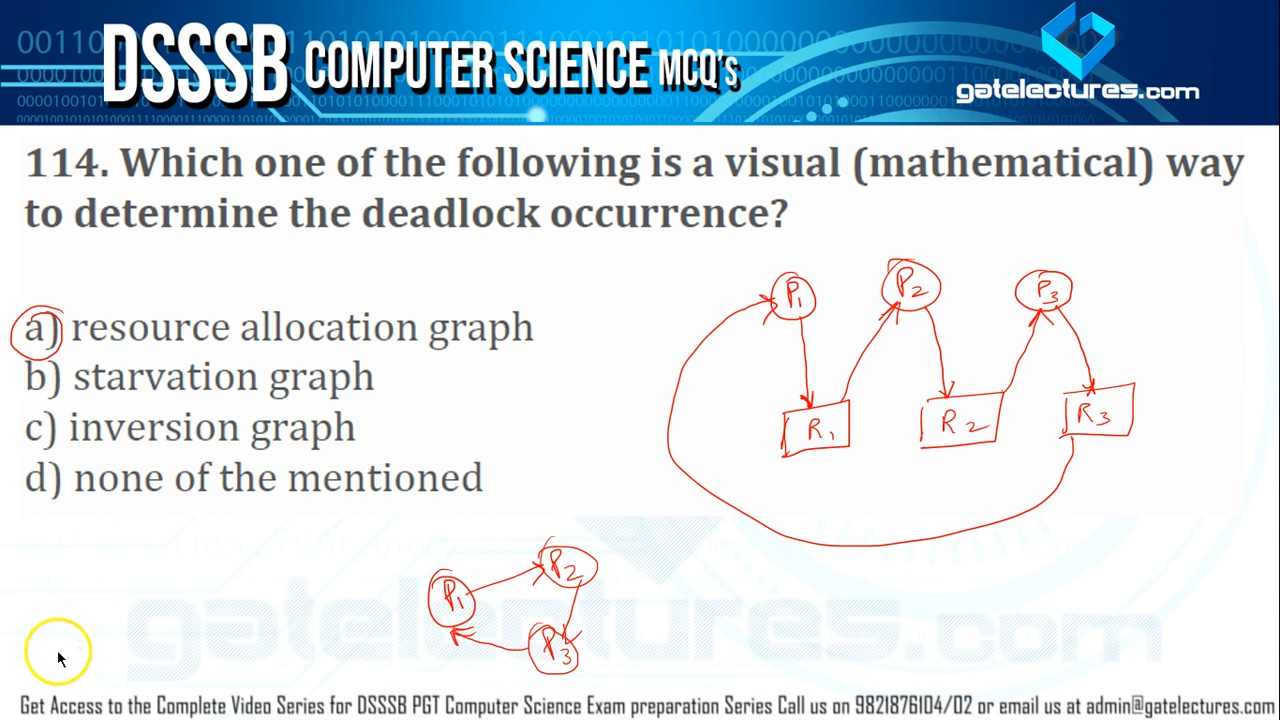 DSSSB COMPUTER SCIENCE MCQ's
gatelectures.com
114. Which one of the following is a visual (mathematical) way
to determine the deadlock occurrence?
a) resource allocation graph
b) starvation graph
c) inversion graph
d) none of the mentioned
P1 P2 P3
R1 R2 R3
P1 P2
P3
gatelectures.com
Get Access to the Complete Video Series for DSSSB PGT Computer Science Exam preparation Series Call us on 9821876104/02 or email us at admin@gatelectures.com